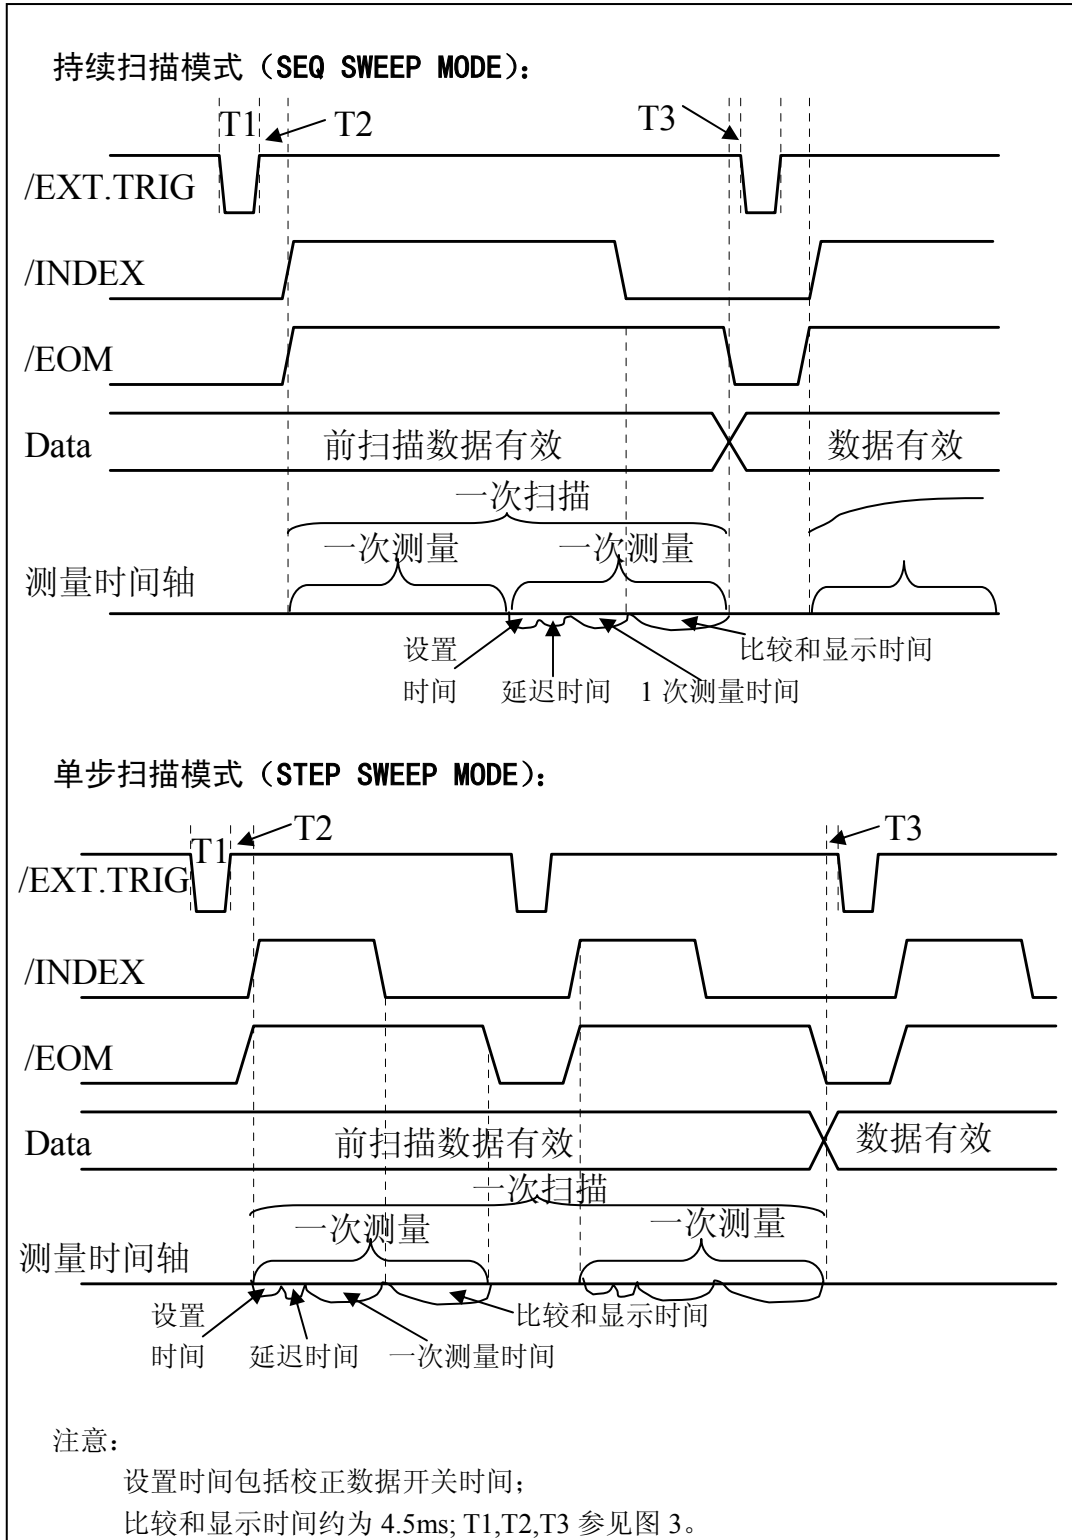 持续扫描模式（SEQ SWEEP MODE）：
T1
T2
T3
/EXT.TRIG
/INDEX
/EOM
Data
前扫描数据有效
数据有效
一次扫描
一次测量
一次测量
测量时间轴
设置
时间
延迟时间
1 次测量时间
比较和显示时间
单步扫描模式（STEP SWEEP MODE）：
T1
T2
T3
/EXT.TRIG
/INDEX
/EOM
Data
前扫描数据有效
数据有效
一次扫描
一次测量
一次测量
测量时间轴
设置
时间
延迟时间
一次测量时间
比较和显示时间
注意：
设置时间包括校正数据开关时间；
比较和显示时间约为 4.5ms; T1,T2,T3 参见图 3。